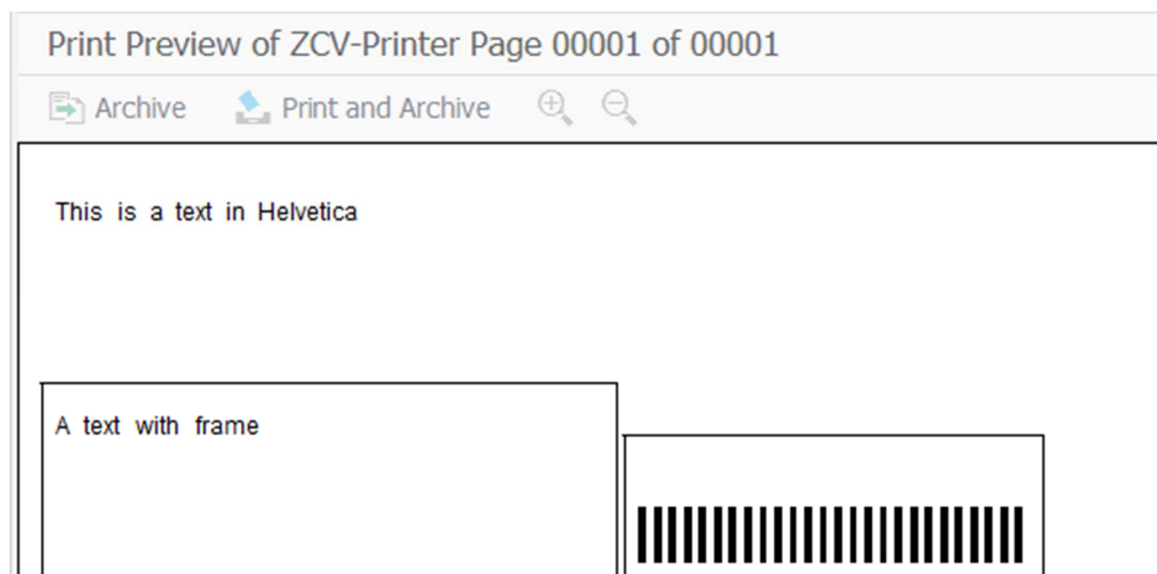 Print Preview of ZCV-Printer Page 00001 of 00001
Archive Print and Archive
This is a text in Helvetica
A text with frame